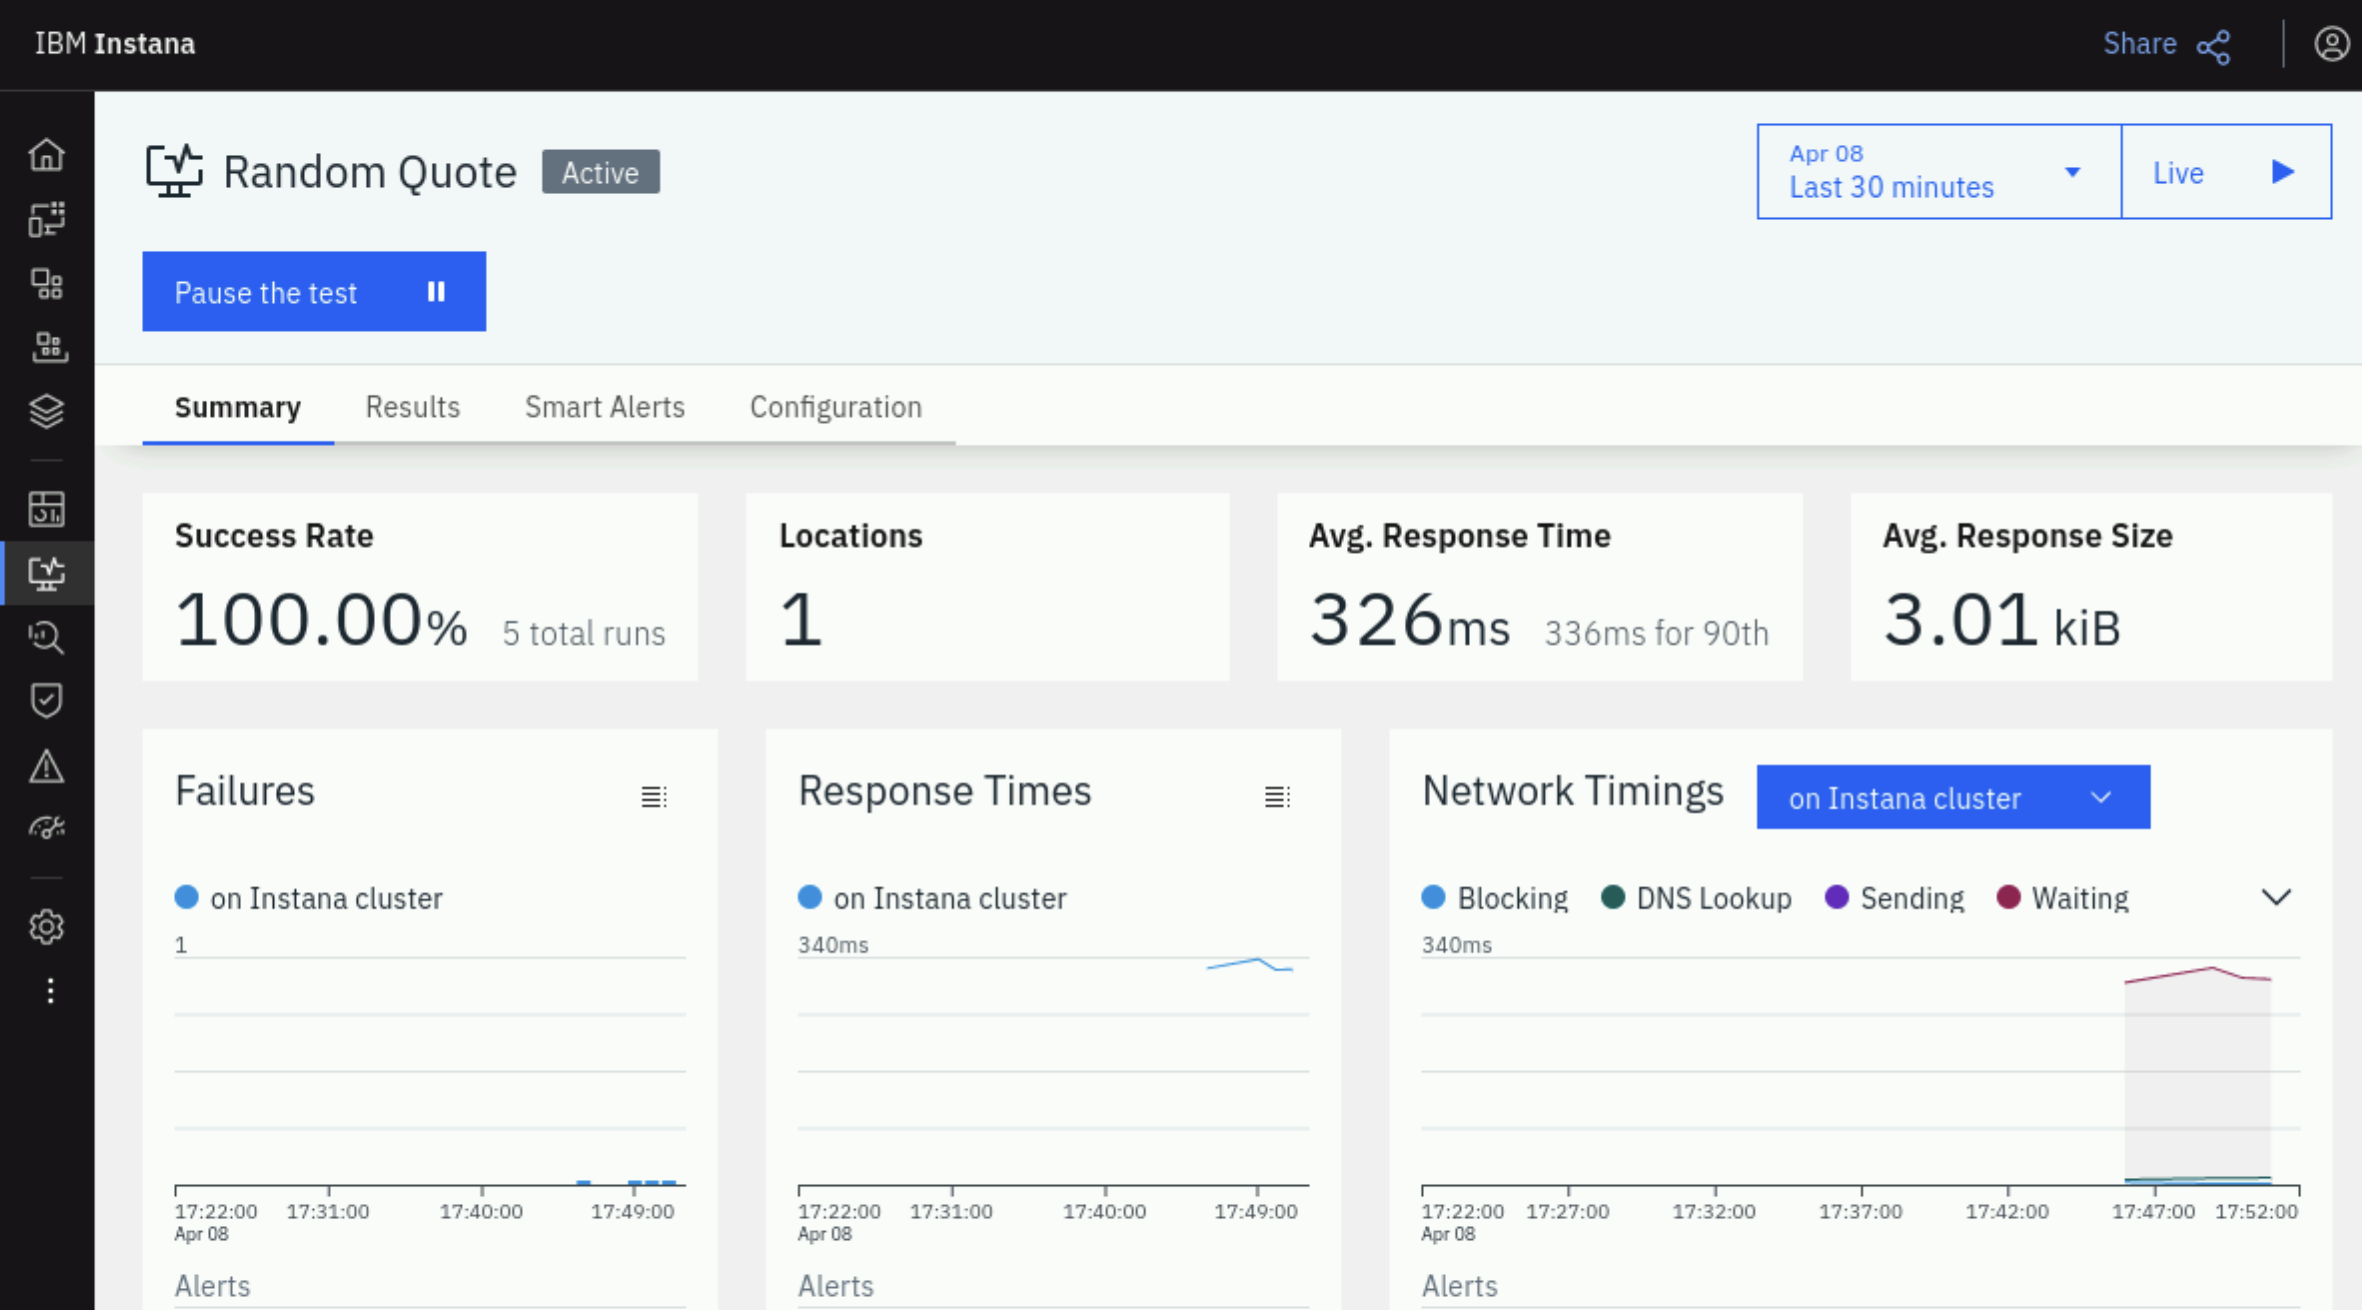 IBM Instana
Share
Random Quote
Active
Apr 08
Last 30 minutes
Live
Pause the test
Summary
Results
Smart Alerts
Configuration
Success Rate
100.00% 5 total runs
Locations
1
Avg. Response Time
326ms 336ms for 90th
Avg. Response Size
3.01 kiB
Failures
on Instana cluster
1
17:22:00 17:31:00 17:40:00 17:49:00
Apr 08
Alerts
Response Times
on Instana cluster
340ms
17:22:00 17:31:00 17:40:00 17:49:00
Apr 08
Alerts
Network Timings
on Instana cluster
Blocking DNS Lookup Sending Waiting
340ms
17:22:00 17:27:00 17:32:00 17:37:00 17:42:00 17:47:00 17:52:00
Apr 08
Alerts